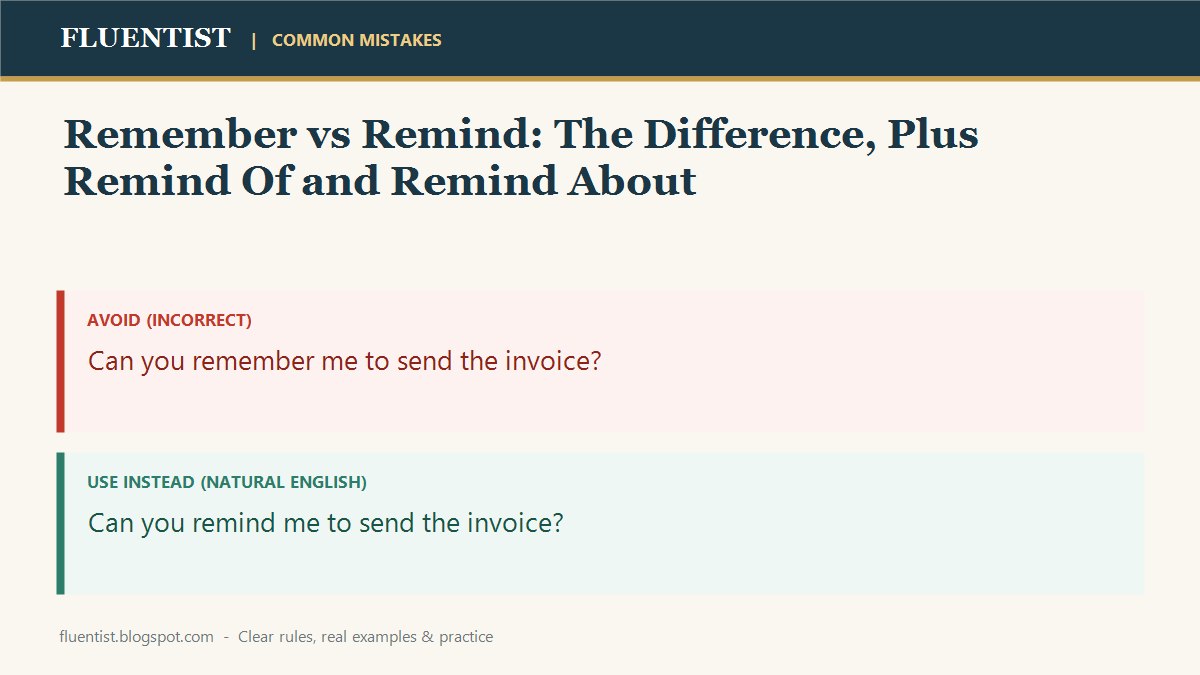 FLUENTIST | COMMON MISTAKES
Remember vs Remind: The Difference, Plus
Remind Of and Remind About
AVOID (INCORRECT)
Can you remember me to send the invoice?
USE INSTEAD (NATURAL ENGLISH)
Can you remind me to send the invoice?
fluentist.blogspot.com - Clear rules, real examples & practice